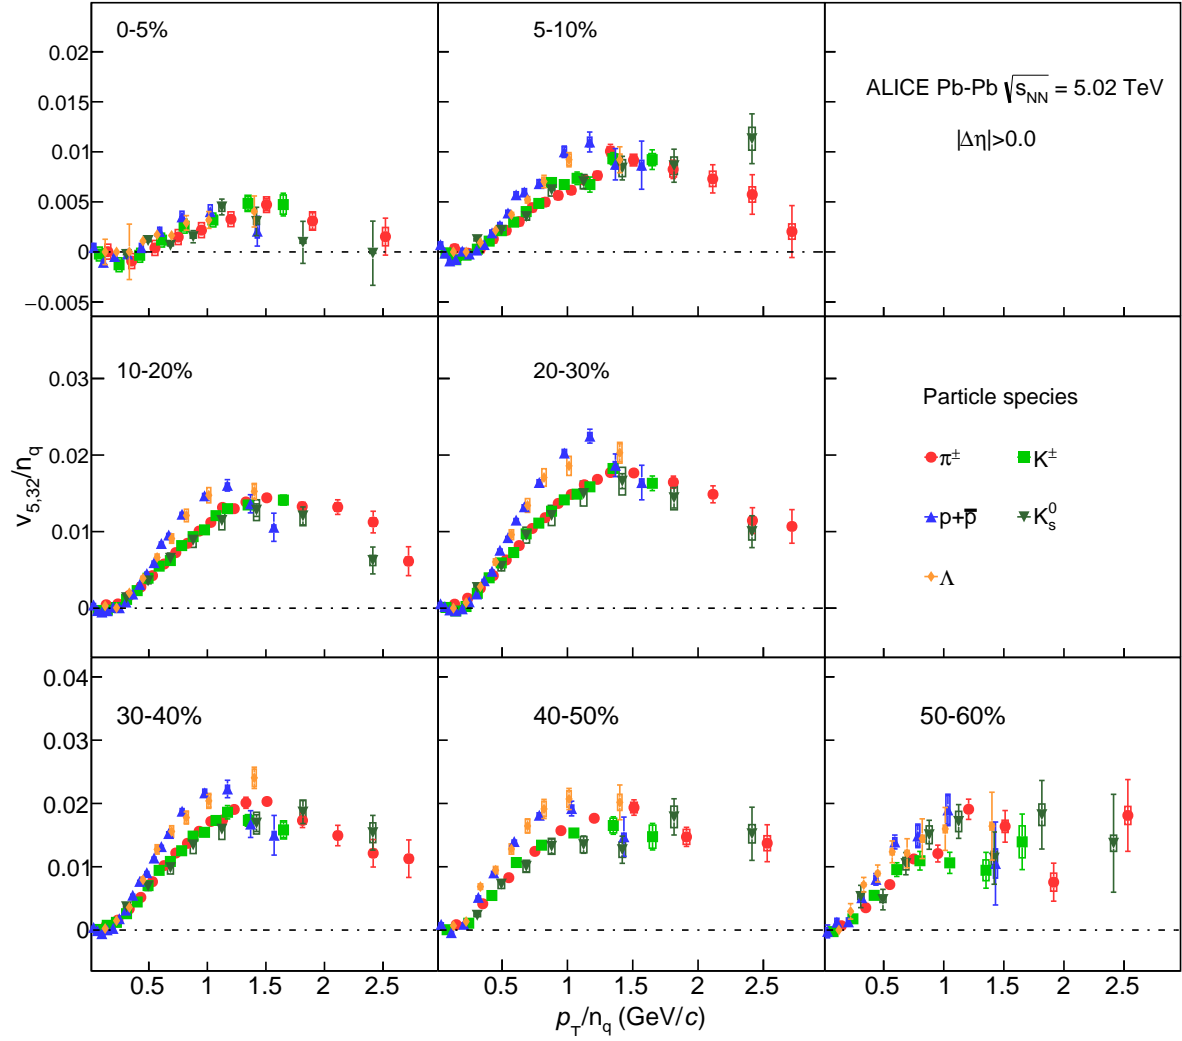 0-5%
5-10%
ALICE Pb-Pb √s_NN = 5.02 TeV
|Δη|>0.0
0.02
0.015
0.01
0.005
0
−0.005
10-20%
20-30%
Particle species
π±
K±
p+p̅
K⁰s
Λ
0.03
0.02
0.01
0
v5,32/nq
30-40%
40-50%
50-60%
0.04
0.03
0.02
0.01
0
0.5 1 1.5 2 2.5
0.5 1 1.5 2 2.5
0.5 1 1.5 2 2.5
pT/nq (GeV/c)